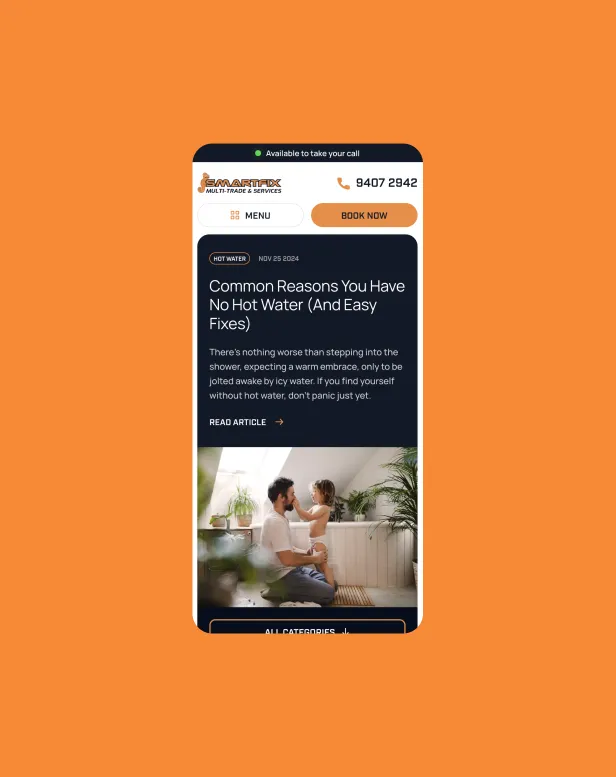 Available to take your call
SMARTFIX
MULTI-TRADE & SERVICES
9407 2942
MENU
BOOK NOW
HOT WATER
NOV 25 2024
Common Reasons You Have
No Hot Water (And Easy
Fixes)
There's nothing worse than stepping into the
shower, expecting a warm embrace, only to be
jolted awake by icy water. If you find yourself
without hot water, don't panic just yet.
READ ARTICLE
ALL CATEGORIES